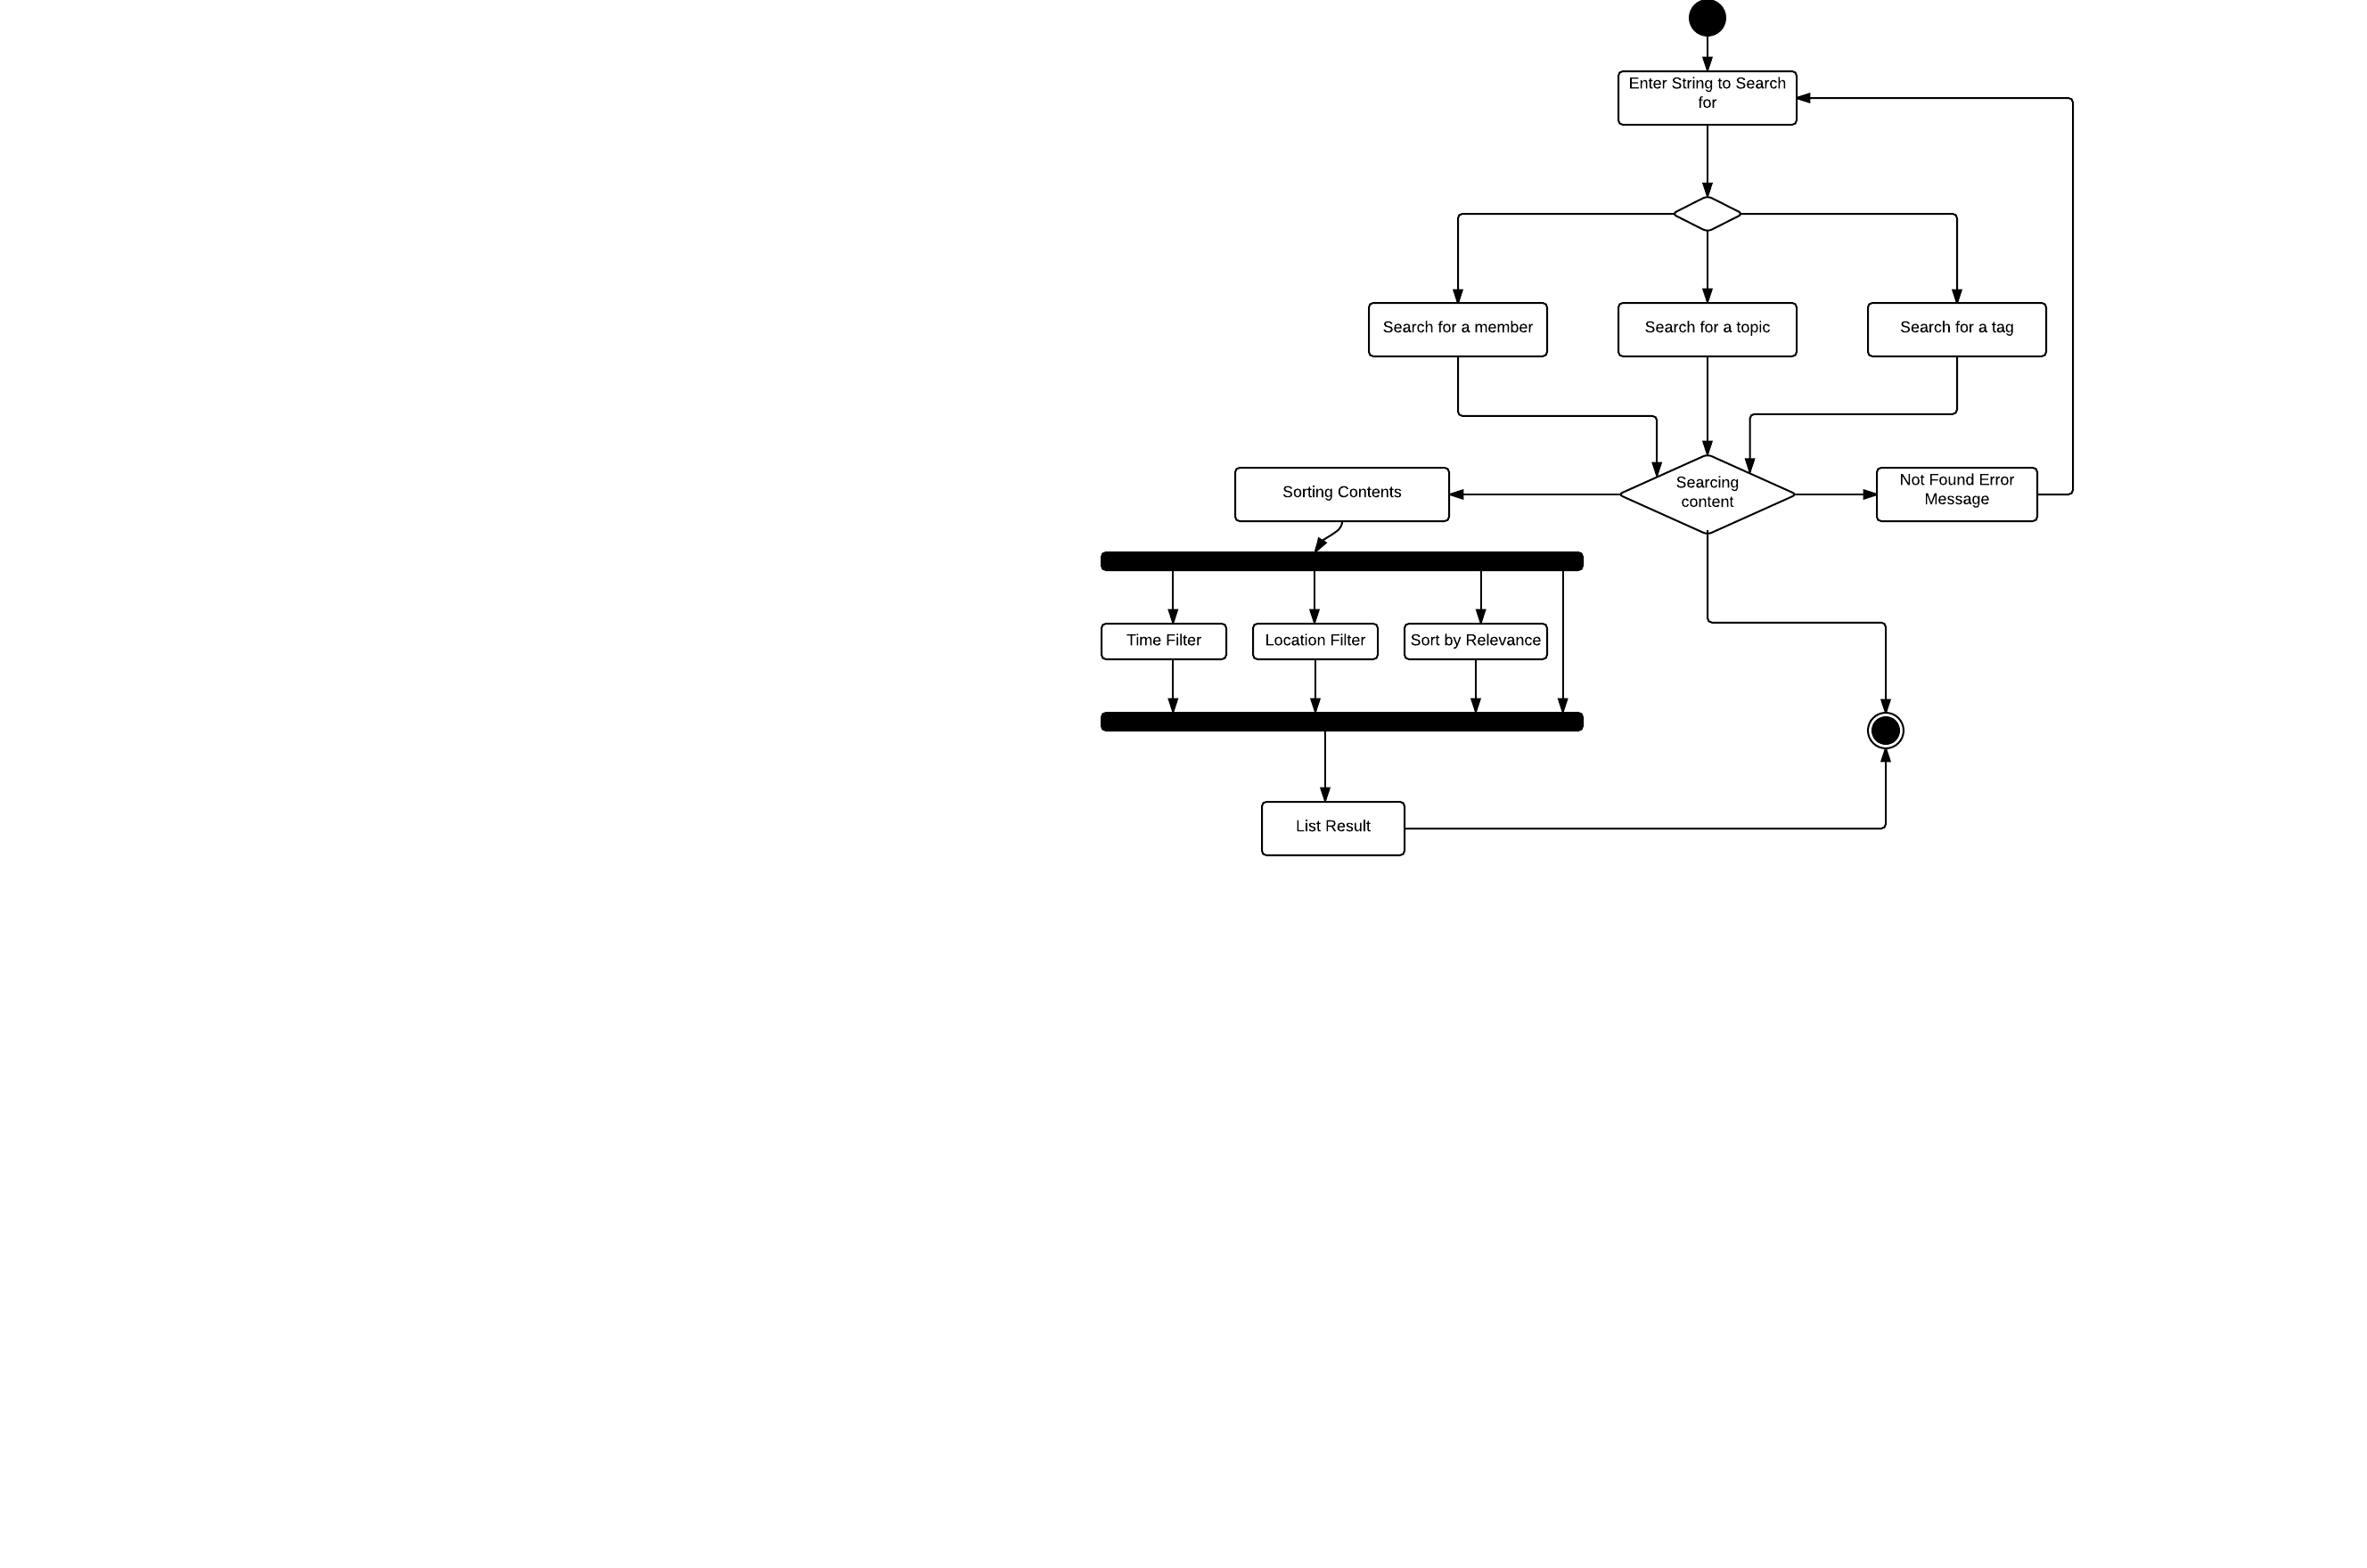 Enter String to Search
for
Search for a member
Search for a topic
Search for a tag
Sorting Contents
Searcing
content
Not Found Error
Message
Time Filter
Location Filter
Sort by Relevance
List Result